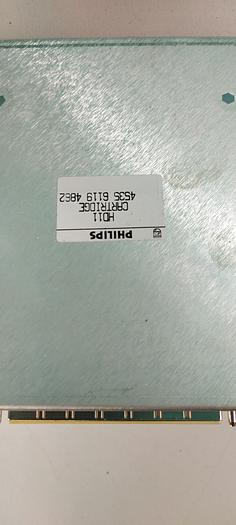 PHILIPS
HD11
CARTRIDGE
4535 6119 4862